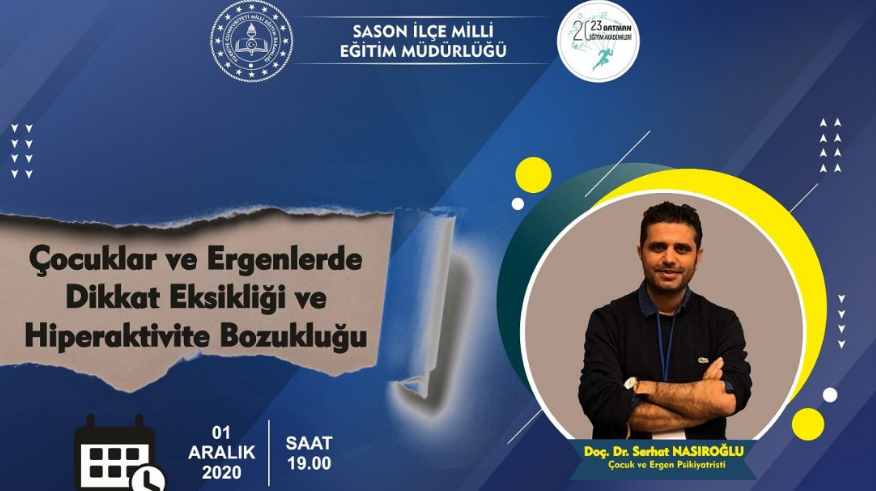 SASON İLÇE MİLLİ
EĞİTİM MÜDÜRLÜĞÜ
2023 BATMAN
EĞİTİM AKADEMİLERİ
Çocuklar ve Ergenlerde
Dikkat Eksikliği ve
Hiperaktivite Bozukluğu
01
ARALIK
2020
SAAT
19.00
Doç. Dr. Serhat NASIROĞLU
Çocuk ve Ergen Psikiyatristi